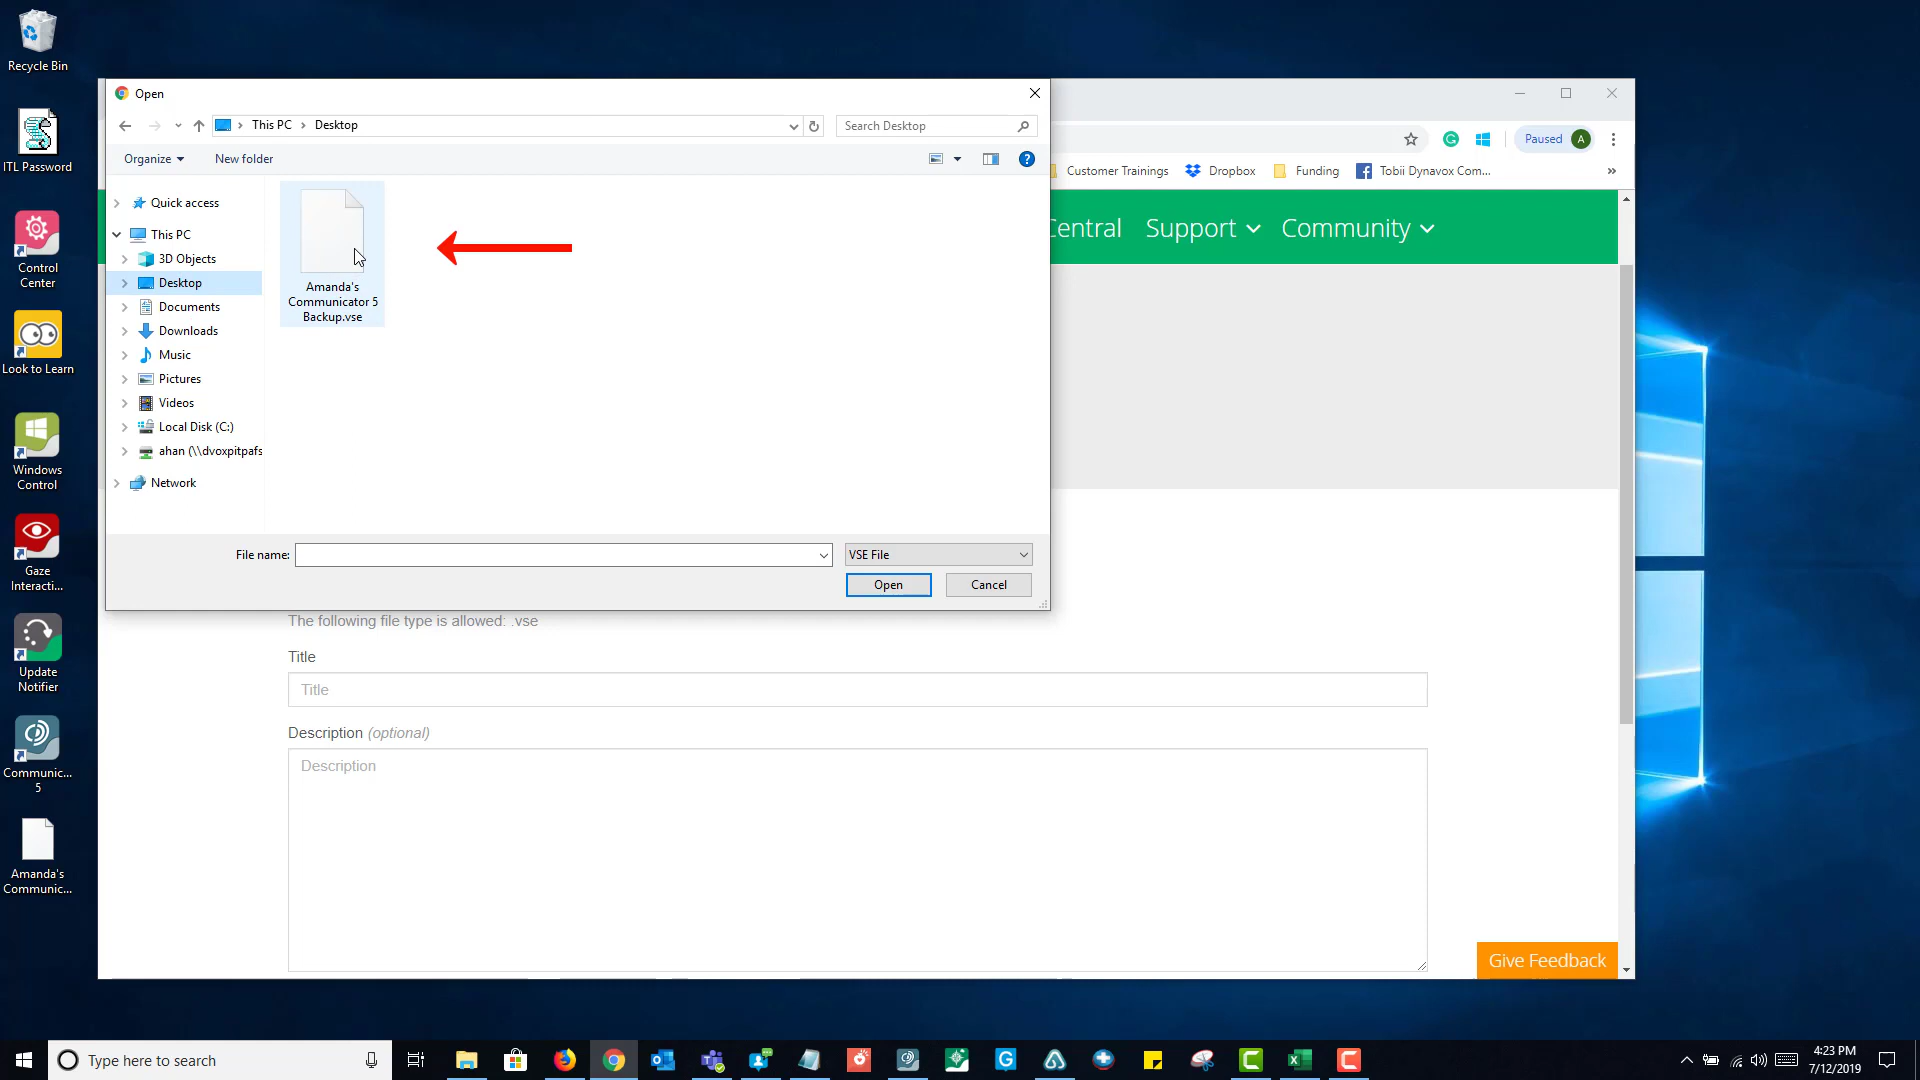 Recycle Bin
ITL Password
Control
Center
Look to Learn
Windows
Control
Gaze
Interacti...
Update
Notifier
Communic...
5
Amanda's
Communic...
Open
This PC
Desktop
Search Desktop
Organize
New folder
Quick access
This PC
3D Objects
Desktop
Documents
Downloads
Music
Pictures
Videos
Local Disk (C:)
ahan (\\dvoxpitpafs
Network
Amanda's
Communicator 5
Backup.vse
File name:
VSE File
Open
Cancel
Paused A
Customer Trainings
Dropbox
Funding
Tobii Dynavox Com...
Central
Support
Community
The following file type is allowed: .vse
Title
Title
Description (optional)
Description
Give Feedback
Type here to search
4:23 PM
7/12/2019